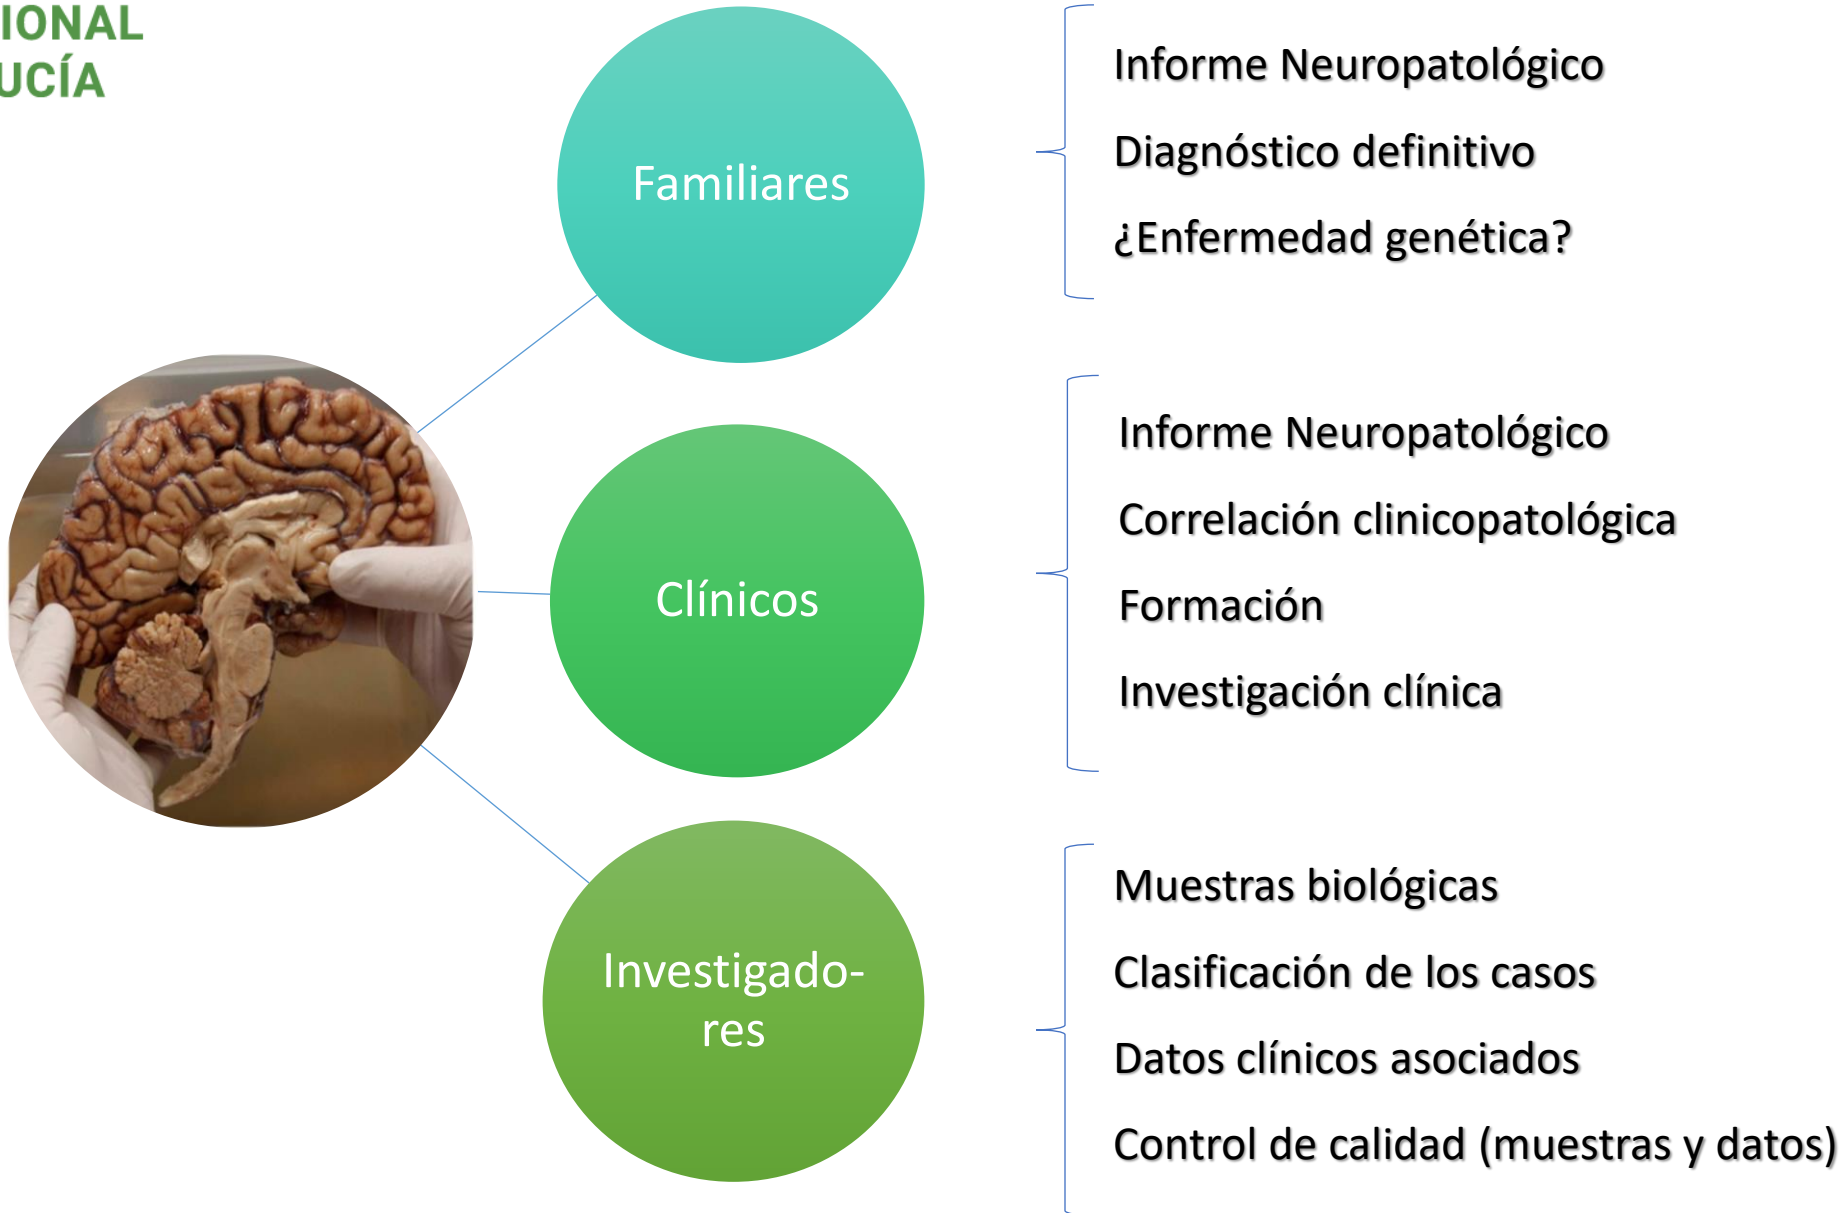 IONAL
UCÍA
Familiares
Informe Neuropatológico
Diagnóstico definitivo
¿Enfermedad genética?
Clínicos
Informe Neuropatológico
Correlación clinicopatológica
Formación
Investigación clínica
Investigado-
res
Muestras biológicas
Clasificación de los casos
Datos clínicos asociados
Control de calidad (muestras y datos)